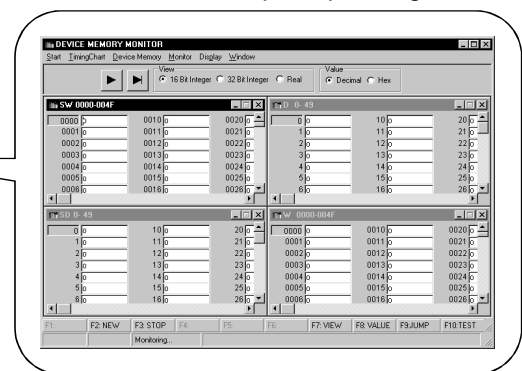 DEVICE MEMORY MONITOR
Start TimingChart Device Memory Monitor Display Window
View
16 Bit Integer 32 Bit Integer Real
Value
Decimal Hex
SW 0000-004F
0000 0 0010 0 0020 0
0001 0 0011 0 0021 0
0002 0 0012 0 0022 0
0003 0 0013 0 0023 0
0004 0 0014 0 0024 0
0005 0 0015 0 0025 0
0006 0 0016 0 0026 0
D 0- 49
0 0 10 0 20 0
1 0 11 0 21 0
2 0 12 0 22 0
3 0 13 0 23 0
4 0 14 0 24 0
5 0 15 0 25 0
6 0 16 0 26 0
SD 0- 49
0 0 10 0 20 0
1 0 11 0 21 0
2 0 12 0 22 0
3 0 13 0 23 0
4 0 14 0 24 0
5 0 15 0 25 0
6 0 16 0 26 0
W 0000-004F
0000 0 0010 0 0020 0
0001 0 0011 0 0021 0
0002 0 0012 0 0022 0
0003 0 0013 0 0023 0
0004 0 0014 0 0024 0
0005 0 0015 0 0025 0
0006 0 0016 0 0026 0
F1: F2: NEW F3: STOP F4: F5: F6: F7: VIEW F8: VALUE F9:JUMP F10:TEST
Monitoring...